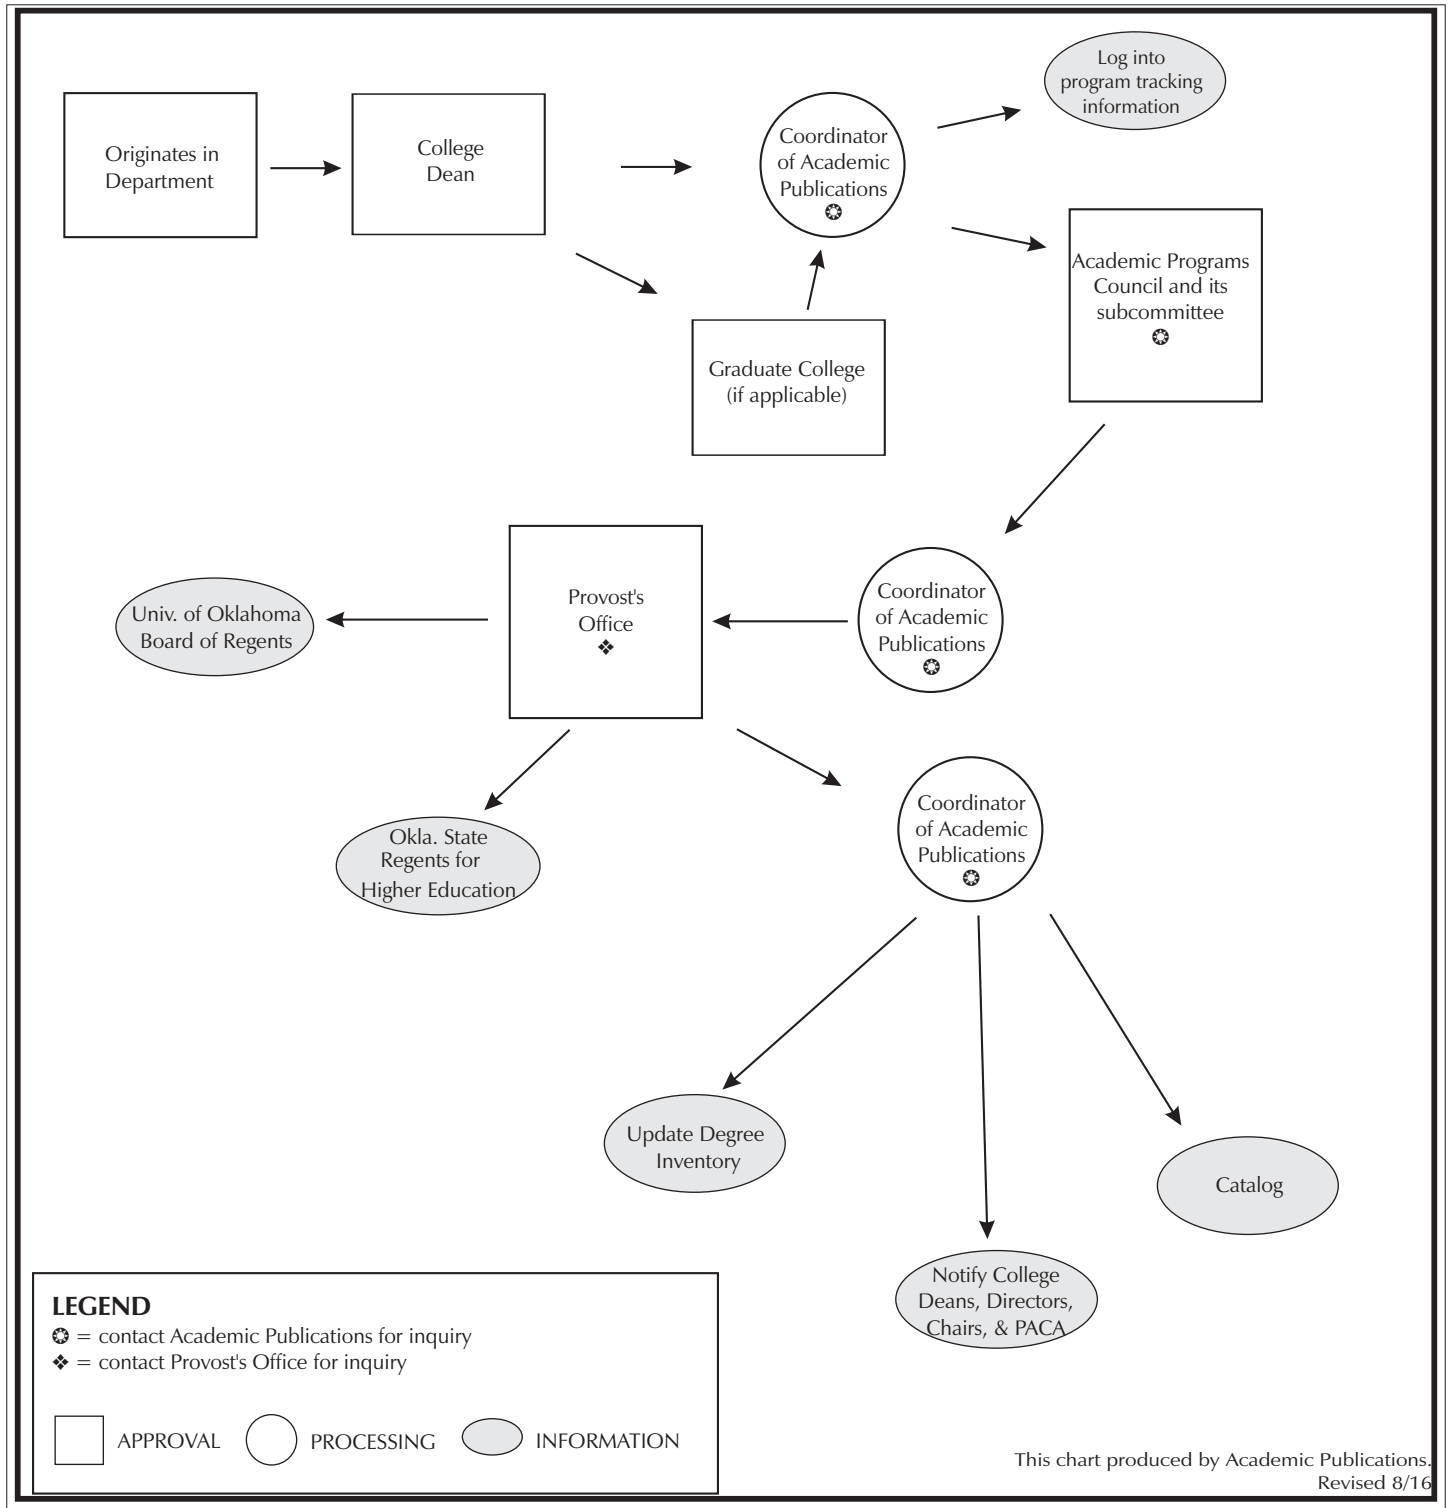 Originates in
Department
College
Dean
Coordinator
of Academic
Publications
❂
Log into
program tracking
information
Academic Programs
Council and its
subcommittee
❂
Graduate College
(if applicable)
Coordinator
of Academic
Publications
❂
Provost's
Office
❖
Univ. of Oklahoma
Board of Regents
Okla. State
Regents for
Higher Education
Coordinator
of Academic
Publications
❂
Update Degree
Inventory
Notify College
Deans, Directors,
Chairs, & PACA
Catalog
LEGEND
❂ = contact Academic Publications for inquiry
❖ = contact Provost's Office for inquiry
APPROVAL PROCESSING INFORMATION
This chart produced by Academic Publications.
Revised 8/16